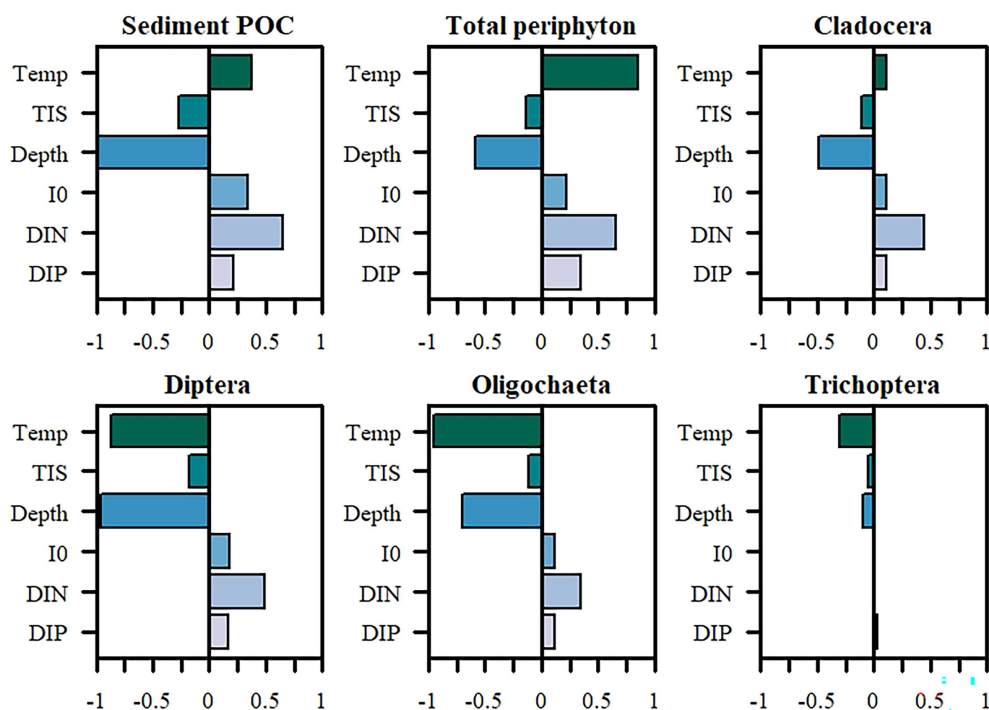 Sediment POC Total periphyton Cladocera
Temp Temp Temp
TIS TIS TIS
Depth Depth Depth
I0 I0 I0
DIN DIN DIN
DIP DIP DIP
-1 -0.5 0 0.5 1 -1 -0.5 0 0.5 1 -1 -0.5 0 0.5 1
Diptera Oligochaeta Trichoptera
Temp Temp Temp
TIS TIS TIS
Depth Depth Depth
I0 I0 I0
DIN DIN DIN
DIP DIP DIP
-1 -0.5 0 0.5 1 -1 -0.5 0 0.5 1 -1 -0.5 0 0.5 1